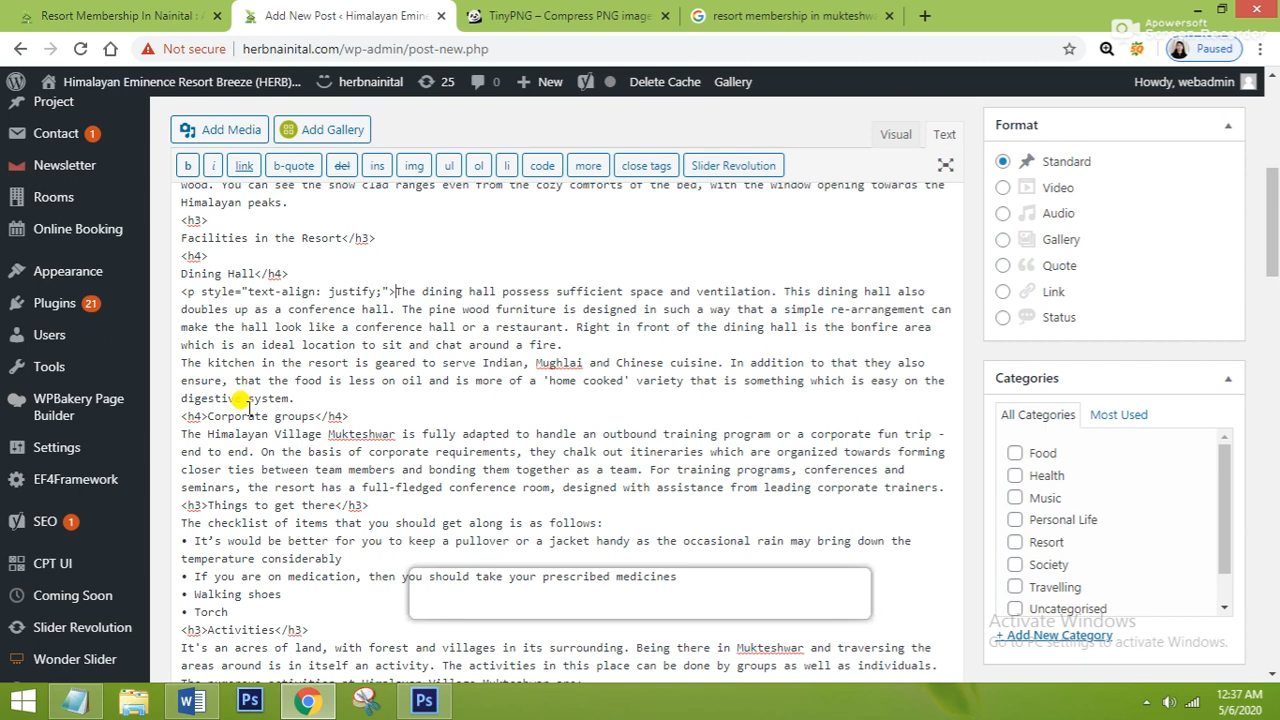 Resort Membership In Nainital : A
Add New Post ‹ Himalayan Emine
TinyPNG – Compress PNG image
resort membership in mukteshw
Apowersoft
Screen Recorder
Not secure
herbnainital.com/wp-admin/post-new.php
Paused
Himalayan Eminence Resort Breeze (HERB)...
herbnainital
25
0
New
Delete Cache
Gallery
Howdy, webadmin
Project
Contact 1
Newsletter
Rooms
Online Booking
Appearance
Plugins 21
Users
Tools
WPBakery Page
Builder
Settings
EF4Framework
SEO 1
CPT UI
Coming Soon
Slider Revolution
Wonder Slider
Add Media
Add Gallery
Visual
Text
b
i
link
b-quote
del
ins
img
ul
ol
li
code
more
close tags
Slider Revolution
wood. You can see the snow clad ranges even from the cozy comforts of the bed, with the window opening towards the
Himalayan peaks.
<h3>
Facilities in the Resort</h3>
<h4>
Dining Hall</h4>
<p style="text-align: justify;">The dining hall possess sufficient space and ventilation. This dining hall also
doubles up as a conference hall. The pine wood furniture is designed in such a way that a simple re-arrangement can
make the hall look like a conference hall or a restaurant. Right in front of the dining hall is the bonfire area
which is an ideal location to sit and chat around a fire.
The kitchen in the resort is geared to serve Indian, Mughlai and Chinese cuisine. In addition to that they also
ensure, that the food is less on oil and is more of a 'home cooked' variety that is something which is easy on the
digestive system.
<h4>Corporate groups</h4>
The Himalayan Village Mukteshwar is fully adapted to handle an outbound training program or a corporate fun trip -
end to end. On the basis of corporate requirements, they chalk out itineraries which are organized towards forming
closer ties between team members and bonding them together as a team. For training programs, conferences and
seminars, the resort has a full-fledged conference room, designed with assistance from leading corporate trainers.
<h3>Things to get there</h3>
The checklist of items that you should get along is as follows:
• It’s would be better for you to keep a pullover or a jacket handy as the occasional rain may bring down the
temperature considerably
• If you are on medication, then you should take your prescribed medicines
• Walking shoes
• Torch
<h3>Activities</h3>
It's an acres of land, with forest and villages in its surrounding. Being there in Mukteshwar and traversing the
areas around is in itself an activity. The activities in this place can be done by groups as well as individuals.
Format
Standard
Video
Audio
Gallery
Quote
Link
Status
Categories
All Categories
Most Used
Food
Health
Music
Personal Life
Resort
Society
Travelling
Uncategorised
+ Add New Category
Activate Windows
Go to PC settings to activate Windows.
12:37 AM
5/6/2020